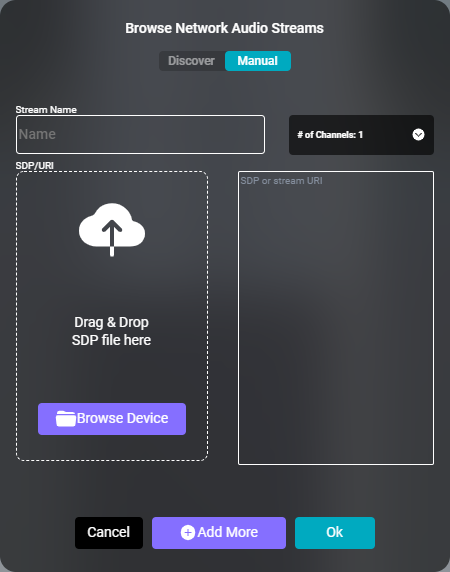 Browse Network Audio Streams
Discover Manual
Stream Name
Name
# of Channels: 1
SDP/URI
SDP or stream URI
Drag & Drop
SDP file here
Browse Device
Cancel
Add More
Ok